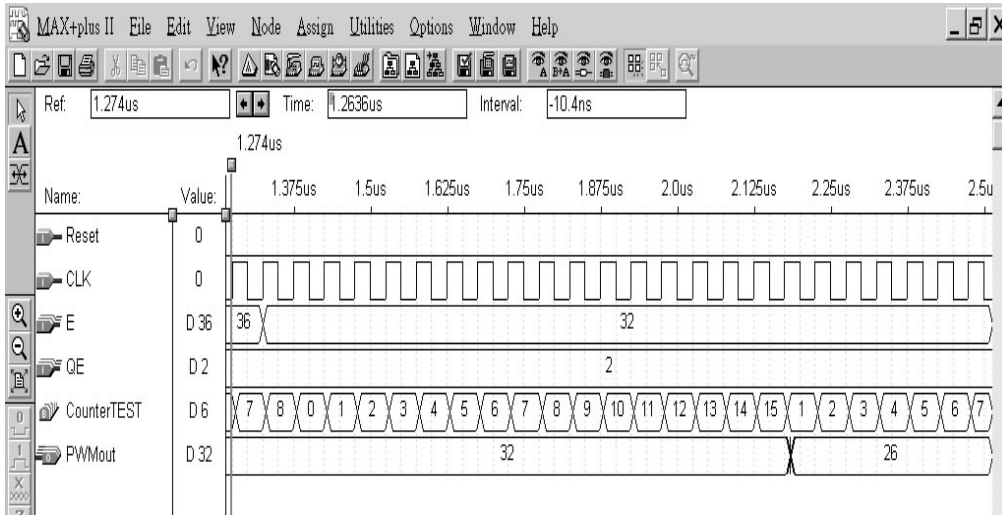 MAX+plus II File Edit View Node Assign Utilities Options Window Help
Ref: 1.274us Time: 1.2636us Interval: -10.4ns
1.274us
1.375us 1.5us 1.625us 1.75us 1.875us 2.0us 2.125us 2.25us 2.375us 2.5u
Name: Value:
Reset 0
CLK 0
E D 36 36 32
QE D 2 2
CounterTEST D 6 7 8 0 1 2 3 4 5 6 7 8 9 10 11 12 13 14 15 1 2 3 4 5 6 7
PWMout D 32 32 26